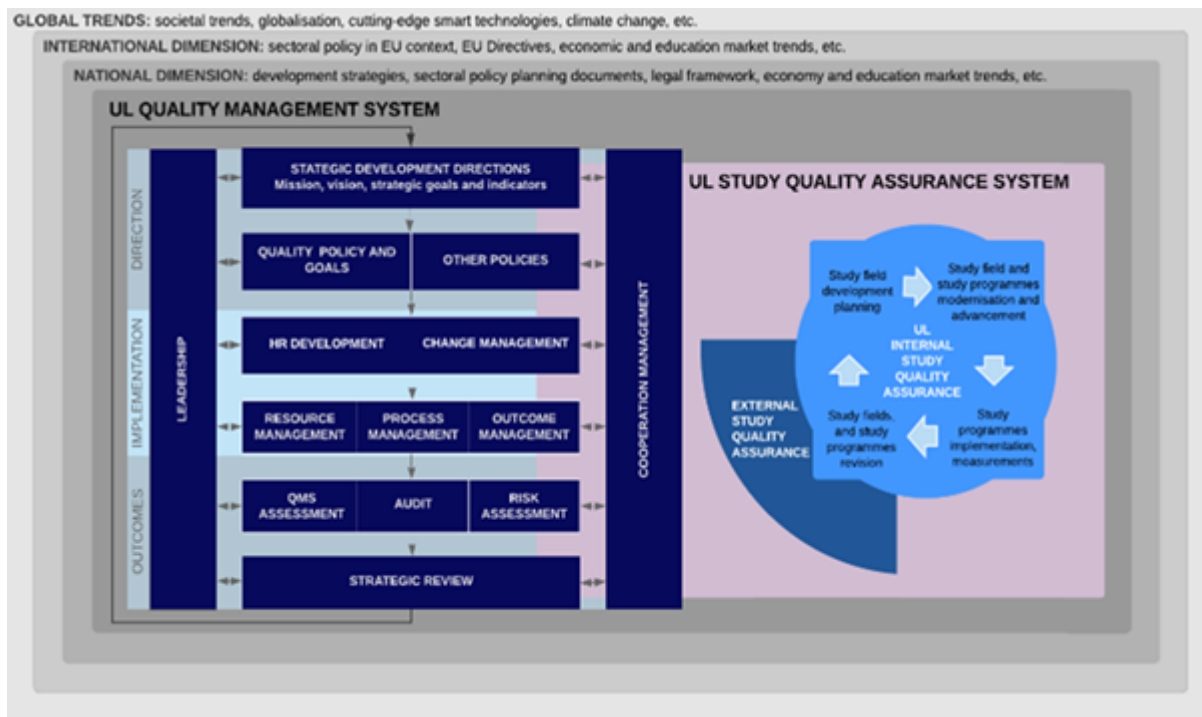 GLOBAL TRENDS: societal trends, globalisation, cutting-edge smart technologies, climate change, etc.
INTERNATIONAL DIMENSION: sectoral policy in EU context, EU Directives, economic and education market trends, etc.
NATIONAL DIMENSION: development strategies, sectoral policy planning documents, legal framework, economy and education market trends, etc.
UL QUALITY MANAGEMENT SYSTEM
DIRECTION
IMPLEMENTATION
OUTCOMES
LEADERSHIP
STATEGIC DEVELOPMENT DIRECTIONS
Mission, vision, strategic goals and indicators
QUALITY POLICY AND
GOALS
OTHER POLICIES
HR DEVELOPMENT
CHANGE MANAGEMENT
RESOURCE
MANAGEMENT
PROCESS
MANAGEMENT
OUTCOME
MANAGEMENT
QMS
ASSESSMENT
AUDIT
RISK
ASSESSMENT
STRATEGIC REVIEW
COOPERATION MANAGEMENT
UL STUDY QUALITY ASSURANCE SYSTEM
Study field
development
planning
Study field and
study programmes
modernisation and
advancement
UL
INTERNAL
STUDY
QUALITY
ASSURANCE
EXTERNAL
STUDY
QUALITY
ASSURANCE
Study fields
and study
programmes
revision
Study
programmes
implementation,
measurements